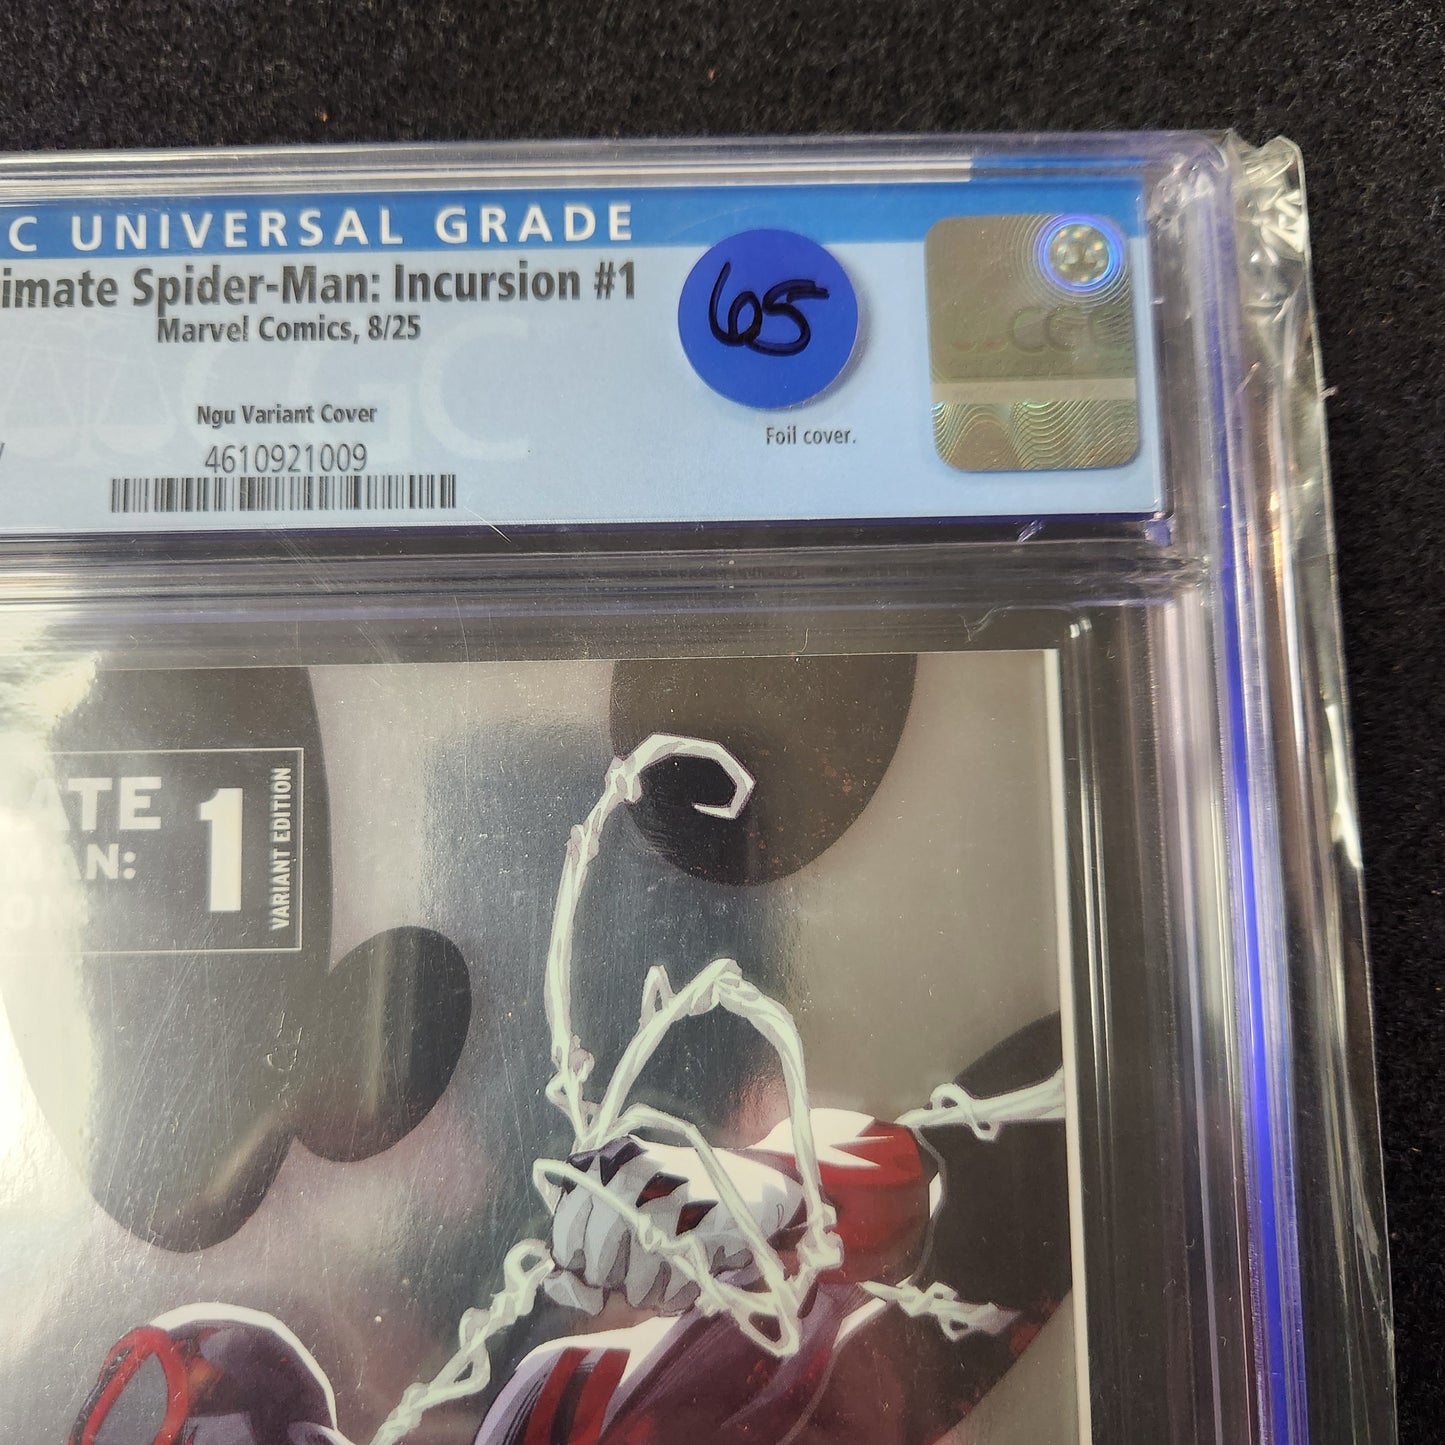 C UNIVERSAL GRADE
imate Spider-Man: Incursion #1
Marvel Comics, 8/25
65
Ngu Variant Cover
Foil cover.
4610921009
ATE
AN:
1
VARIANT EDITION